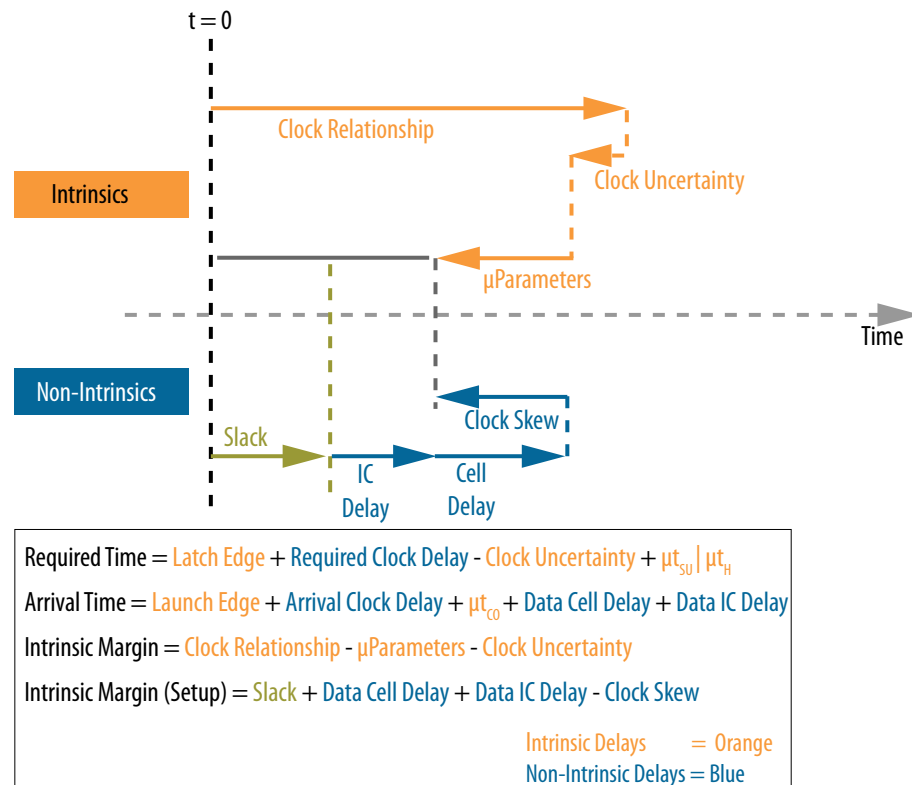 t = 0
Clock Relationship
Clock Uncertainty
Intrinsics
µParameters
Time
Non-Intrinsics
Clock Skew
Slack
IC
Delay
Cell
Delay
Required Time = Latch Edge + Required Clock Delay - Clock Uncertainty + µtSU | µtH
Arrival Time = Launch Edge + Arrival Clock Delay + µtCO + Data Cell Delay + Data IC Delay
Intrinsic Margin = Clock Relationship - µParameters - Clock Uncertainty
Intrinsic Margin (Setup) = Slack + Data Cell Delay + Data IC Delay - Clock Skew
Intrinsic Delays = Orange
Non-Intrinsic Delays = Blue